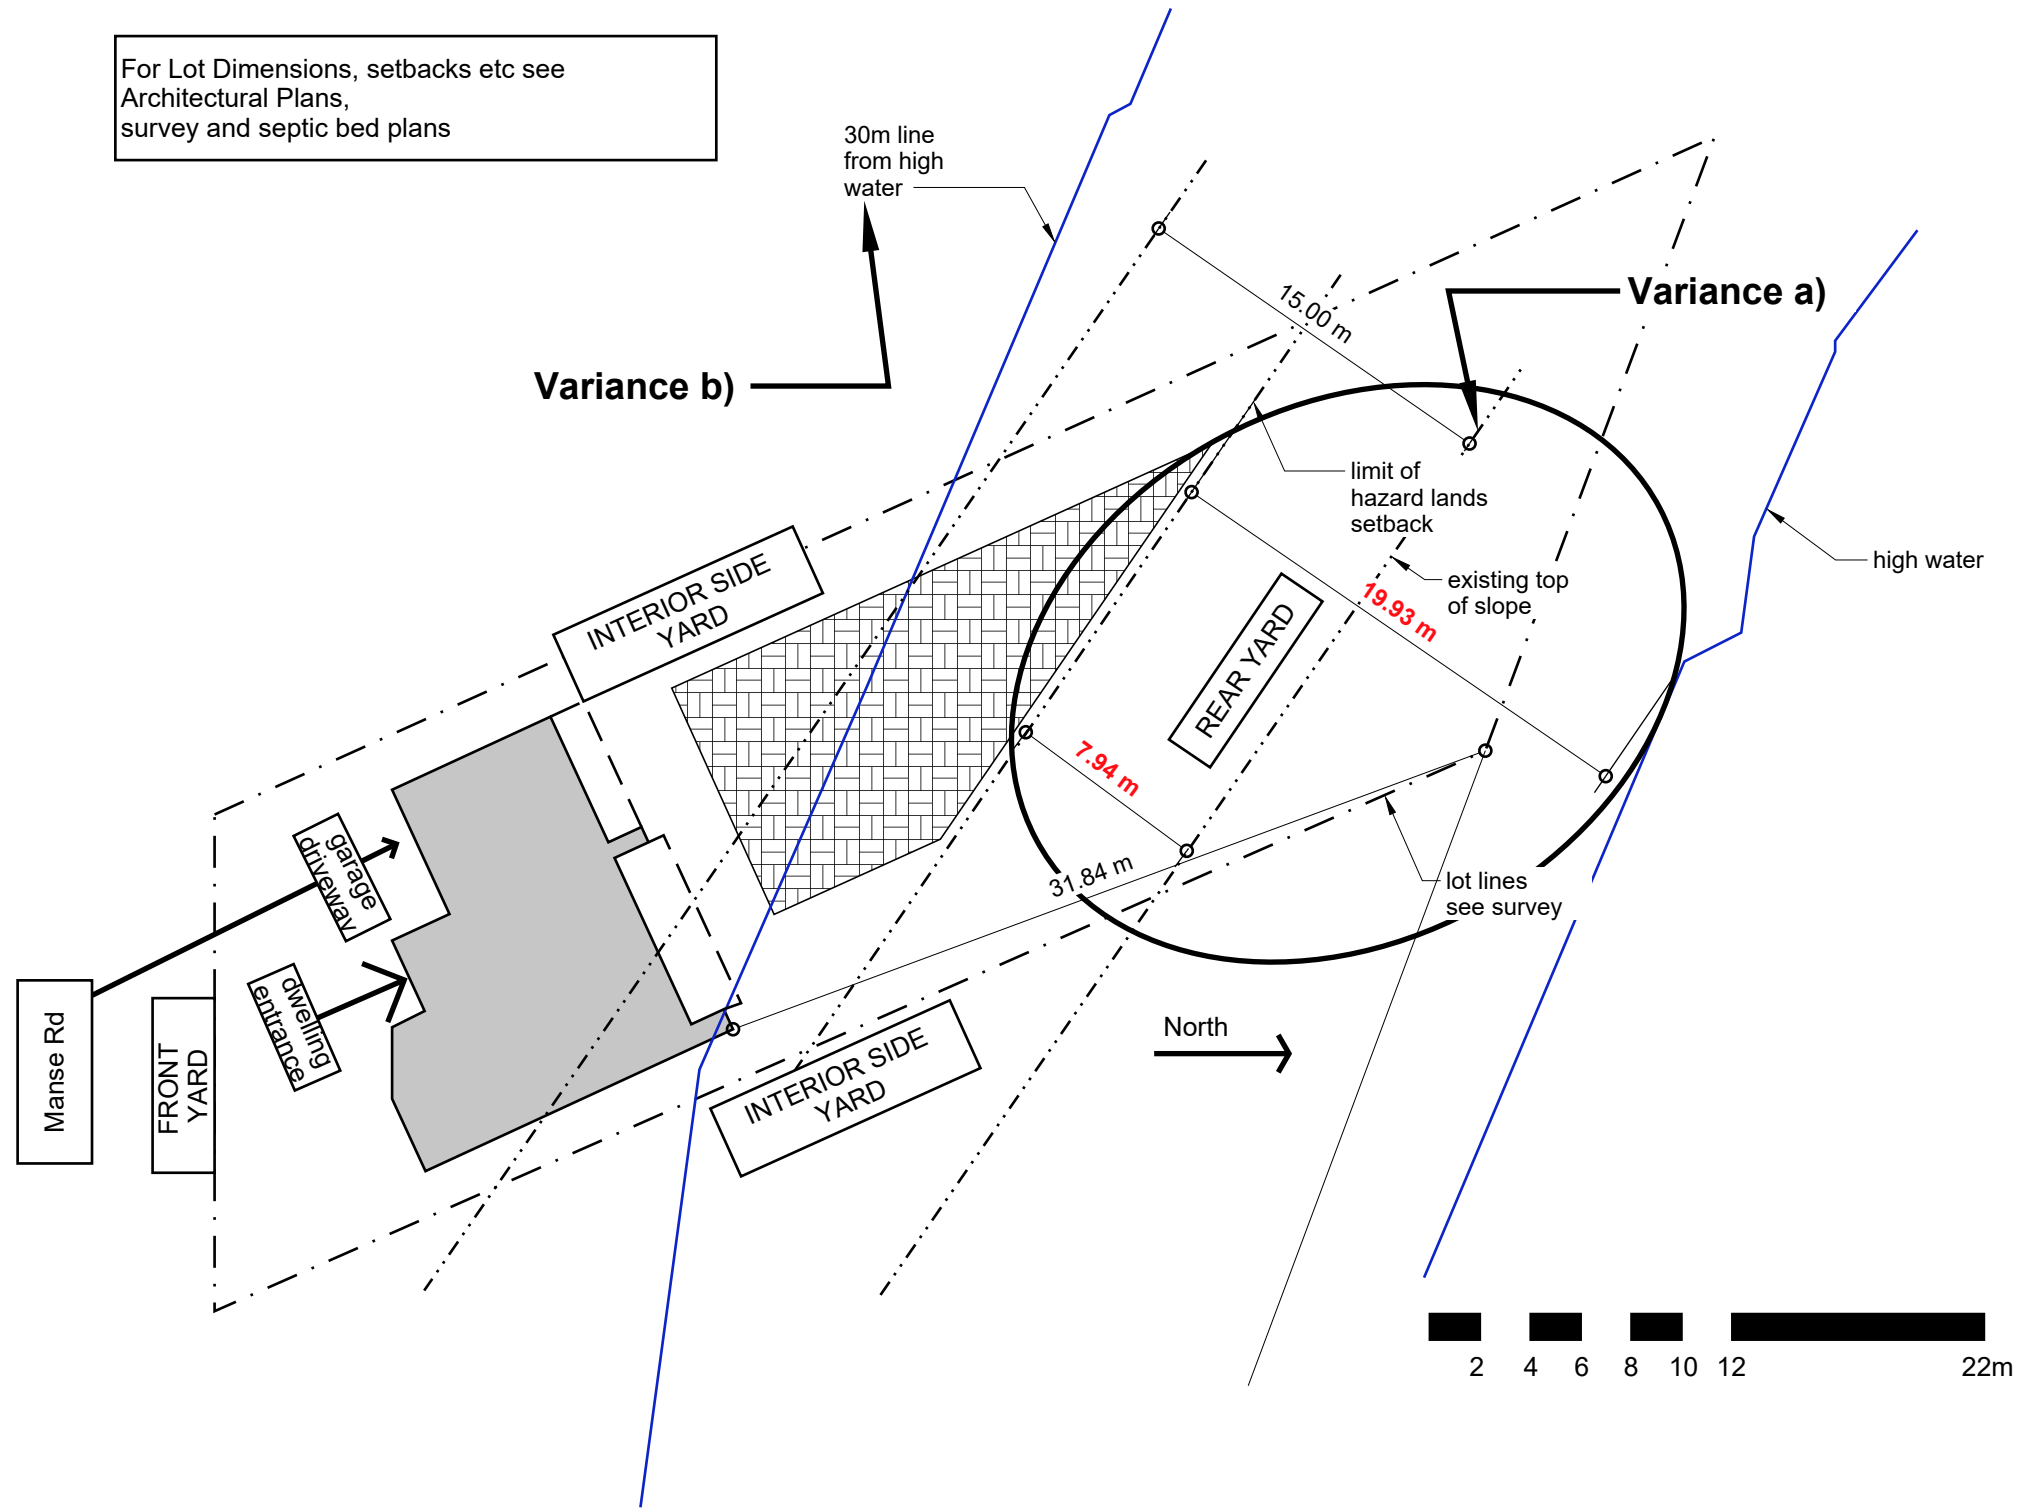 For Lot Dimensions, setbacks etc see
Architectural Plans,
survey and septic bed plans
30m line
from high
water
Variance a)
15.00 m
Variance b)
limit of
hazard lands
setback
high water
existing top
of slope
19.93 m
INTERIOR SIDE
YARD
REAR YARD
7.94 m
garage
driveway
31.84 m
lot lines
see survey
dwelling
entrance
Manse Rd
FRONT
YARD
North
INTERIOR SIDE
YARD
2 4 6 8 10 12 22m